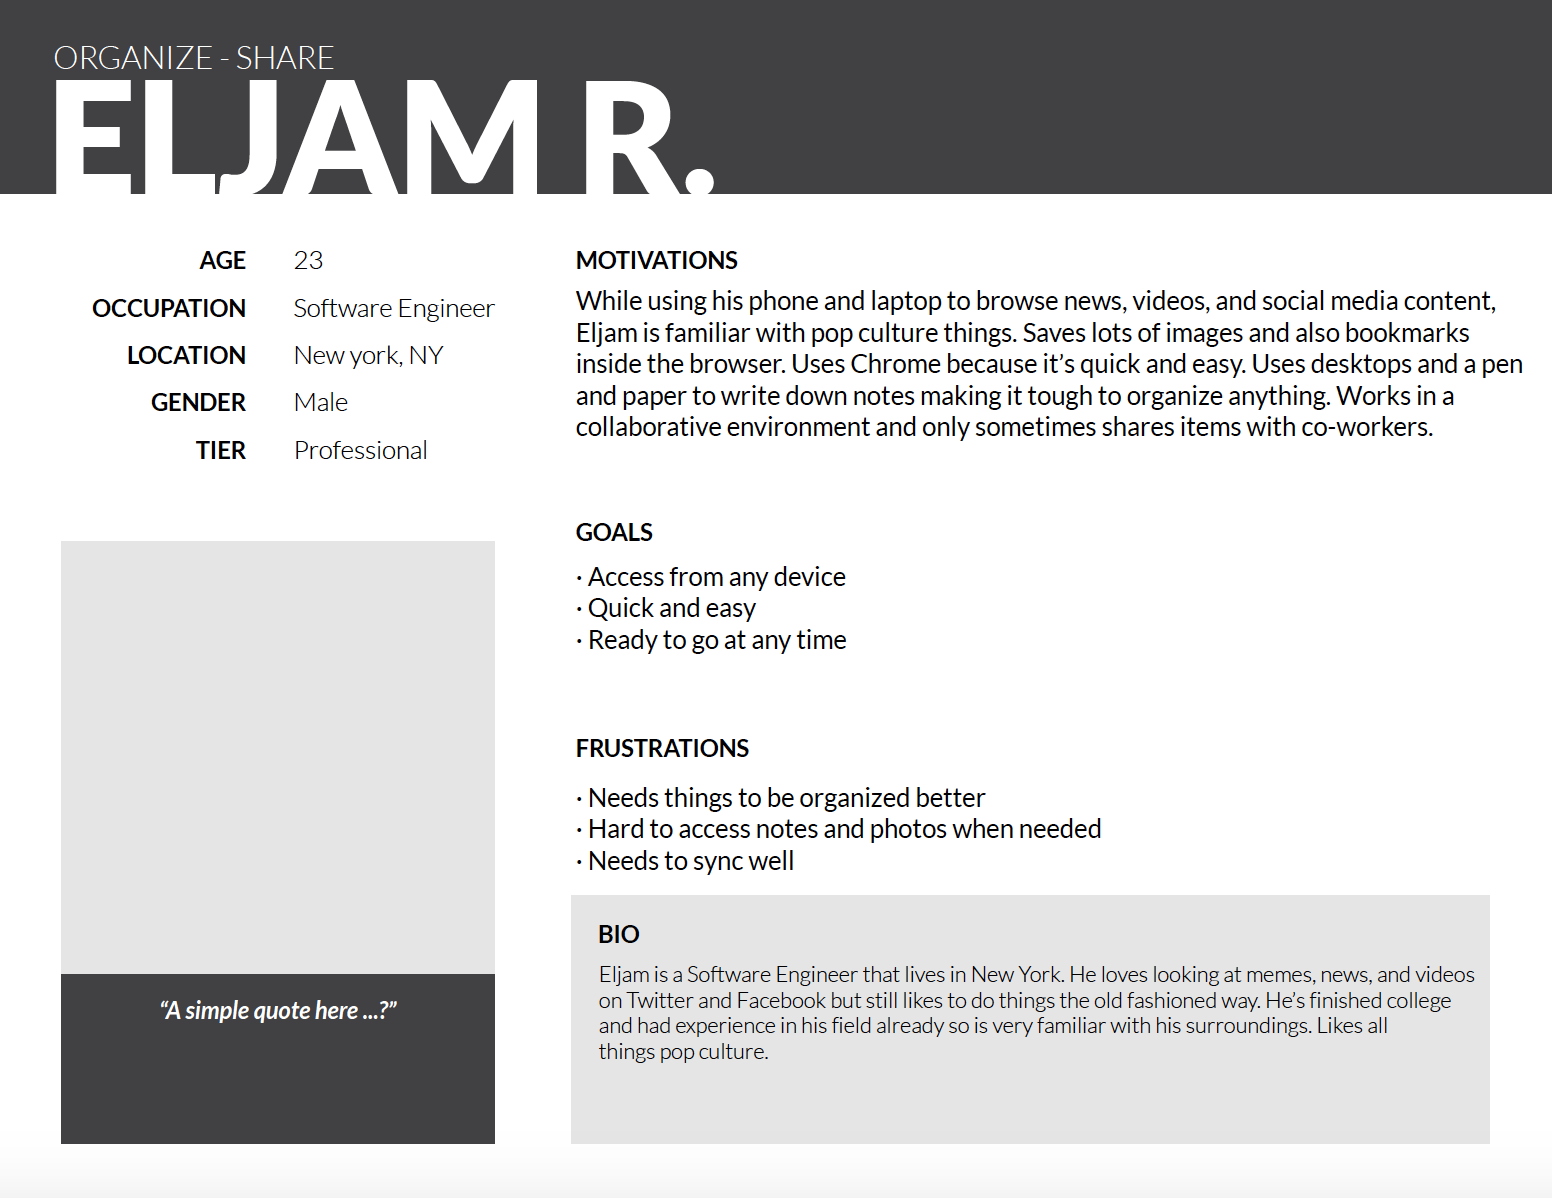 ORGANIZE - SHARE
ELJAM R.
AGE 23
OCCUPATION Software Engineer
LOCATION New york, NY
GENDER Male
TIER Professional
“A simple quote here ...?”
MOTIVATIONS
While using his phone and laptop to browse news, videos, and social media content,
Eljam is familiar with pop culture things. Saves lots of images and also bookmarks
inside the browser. Uses Chrome because it’s quick and easy. Uses desktops and a pen
and paper to write down notes making it tough to organize anything. Works in a
collaborative environment and only sometimes shares items with co-workers.
GOALS
· Access from any device
· Quick and easy
· Ready to go at any time
FRUSTRATIONS
· Needs things to be organized better
· Hard to access notes and photos when needed
· Needs to sync well
BIO
Eljam is a Software Engineer that lives in New York. He loves looking at memes, news, and videos
on Twitter and Facebook but still likes to do things the old fashioned way. He’s finished college
and had experience in his field already so is very familiar with his surroundings. Likes all
things pop culture.